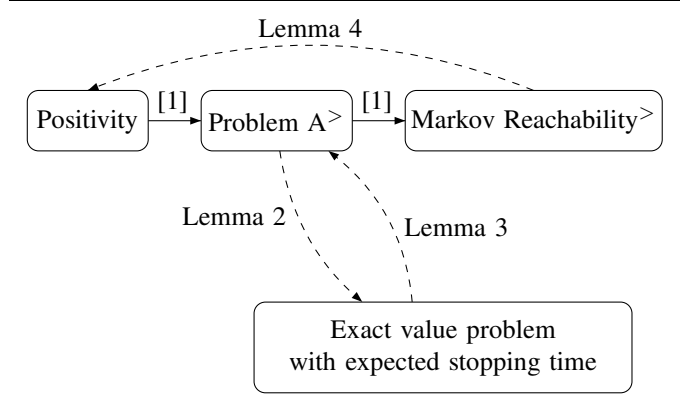 Lemma 4
Positivity
[1]
Problem A>
[1]
Markov Reachability>
Lemma 2
Lemma 3
Exact value problem
with expected stopping time